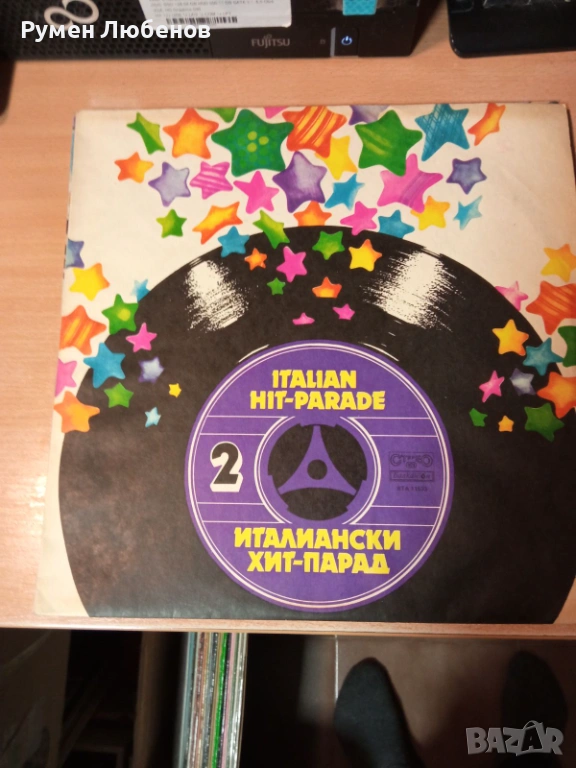 Румен Любенов
FUJITSU
ITALIAN
HIT-PARADE
2
ИТАЛИАНСКИ
ХИТ-ПАРАД
BAZAR